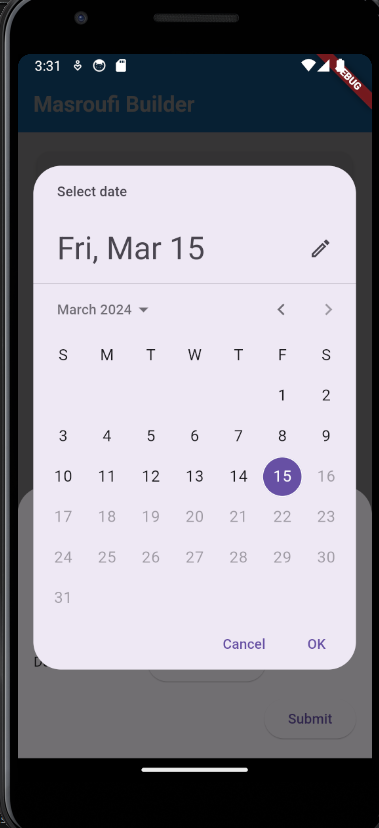 3:31
DEBUG
Masroufi Builder
Select date
Fri, Mar 15
March 2024
S M T W T F S
1 2
3 4 5 6 7 8 9
10 11 12 13 14 15 16
17 18 19 20 21 22 23
24 25 26 27 28 29 30
31
Cancel OK
Submit